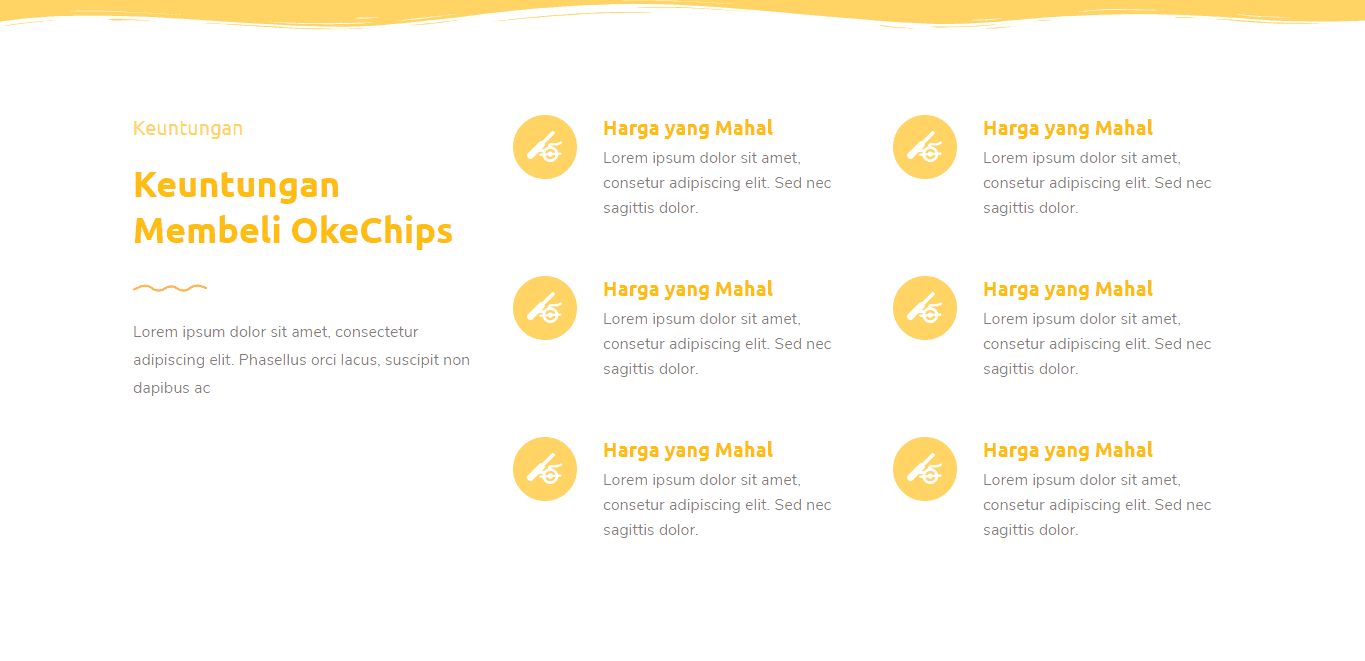 Keuntungan
Keuntungan
Membeli OkeChips
Lorem ipsum dolor sit amet, consectetur
adipiscing elit. Phasellus orci lacus, suscipit non
dapibus ac
Harga yang Mahal
Lorem ipsum dolor sit amet,
consetur adipiscing elit. Sed nec
sagittis dolor.
Harga yang Mahal
Lorem ipsum dolor sit amet,
consetur adipiscing elit. Sed nec
sagittis dolor.
Harga yang Mahal
Lorem ipsum dolor sit amet,
consetur adipiscing elit. Sed nec
sagittis dolor.
Harga yang Mahal
Lorem ipsum dolor sit amet,
consetur adipiscing elit. Sed nec
sagittis dolor.
Harga yang Mahal
Lorem ipsum dolor sit amet,
consetur adipiscing elit. Sed nec
sagittis dolor.
Harga yang Mahal
Lorem ipsum dolor sit amet,
consetur adipiscing elit. Sed nec
sagittis dolor.